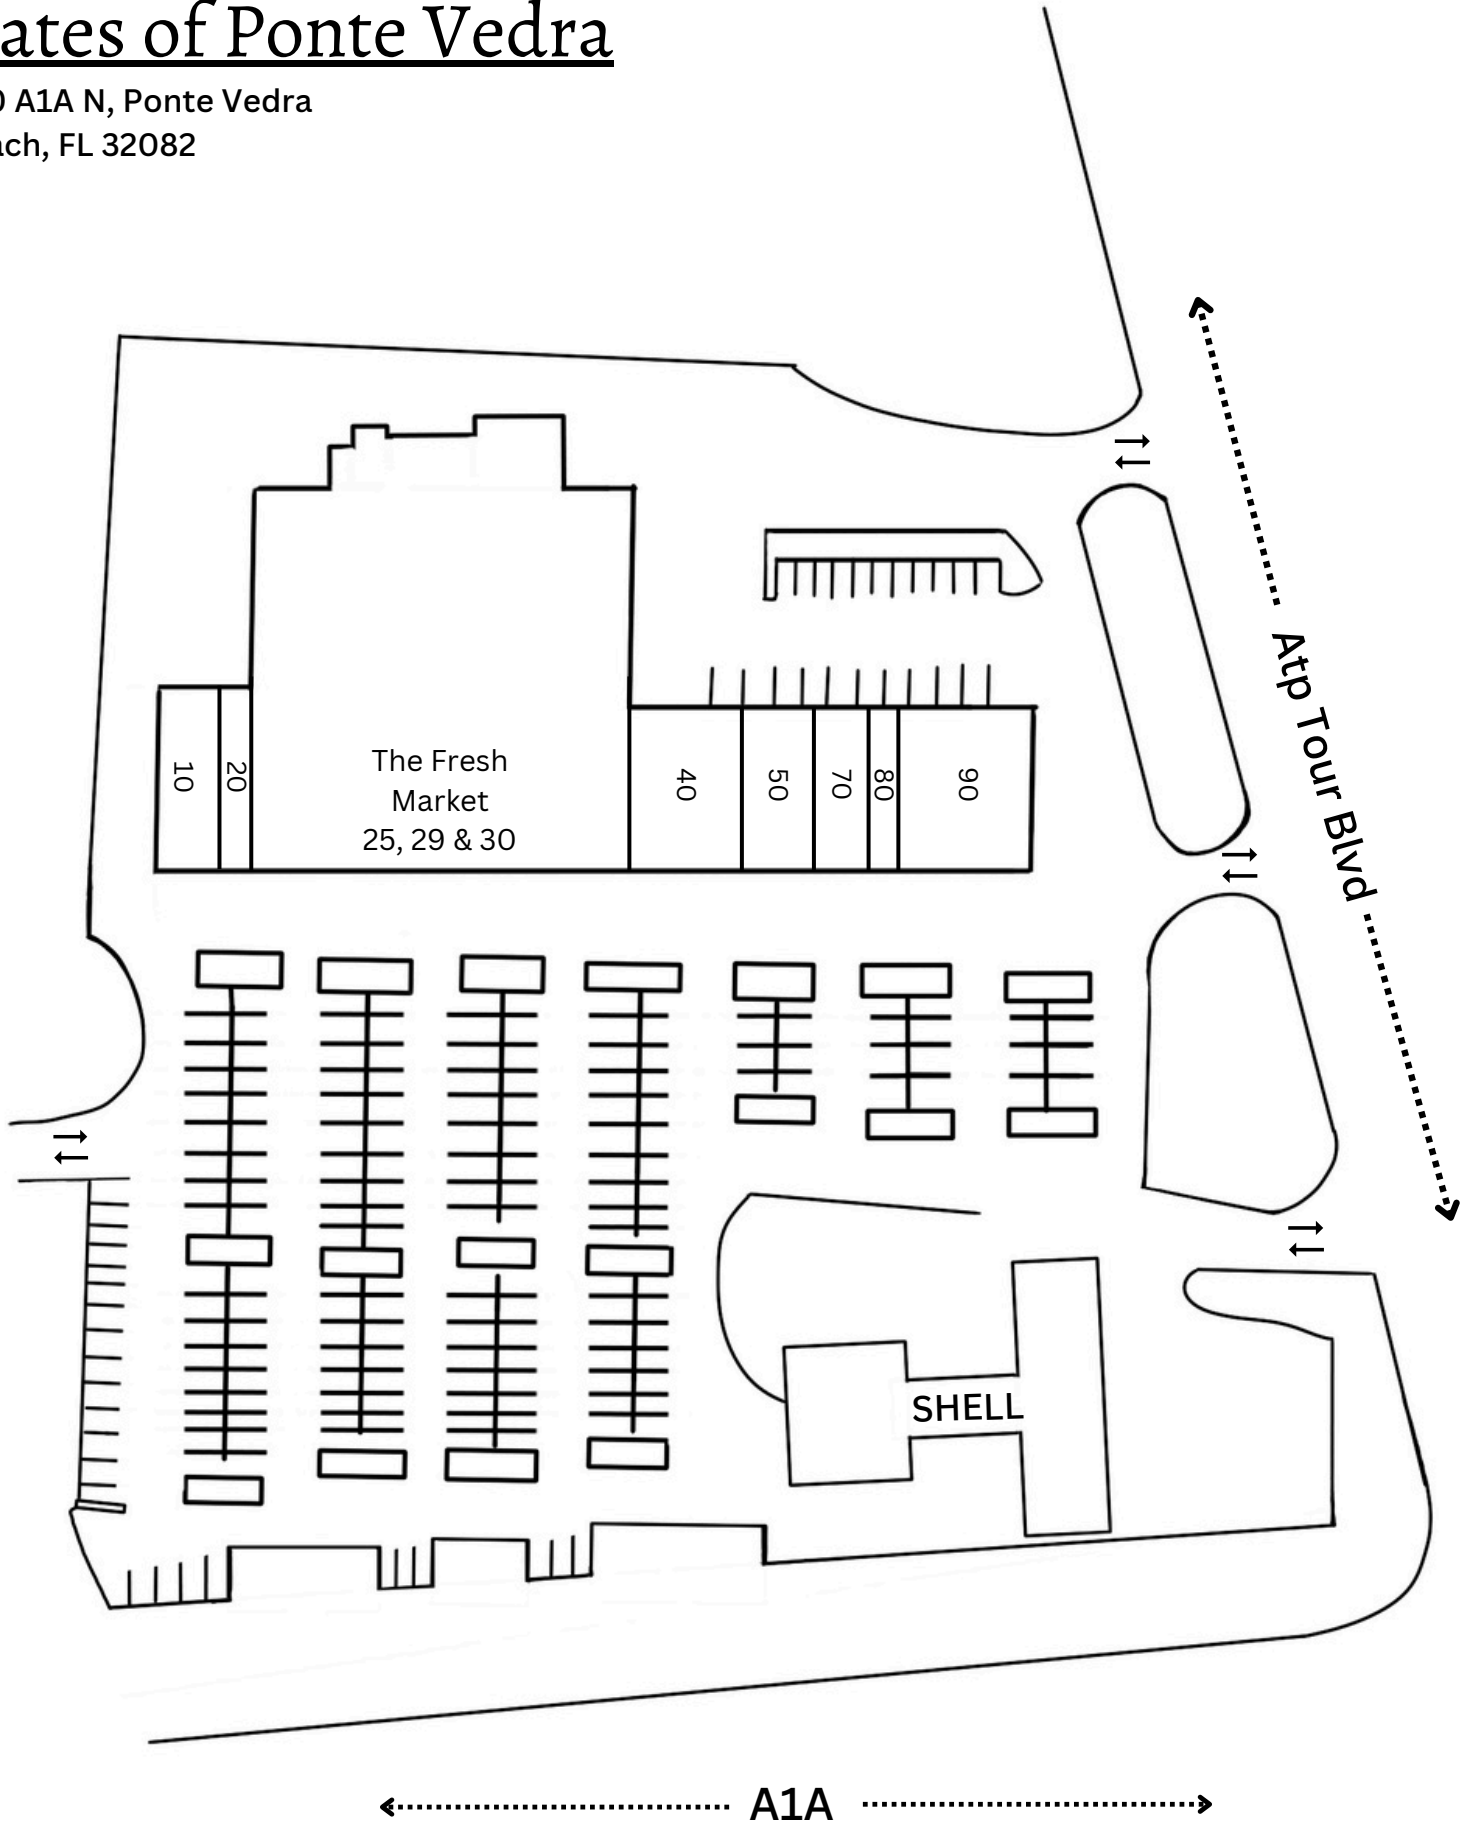 ates of Ponte Vedra
0 A1A N, Ponte Vedra
ach, FL 32082
Atp Tour Blvd
10
20
The Fresh
Market
25, 29 & 30
40
50
70
80
90
SHELL
A1A